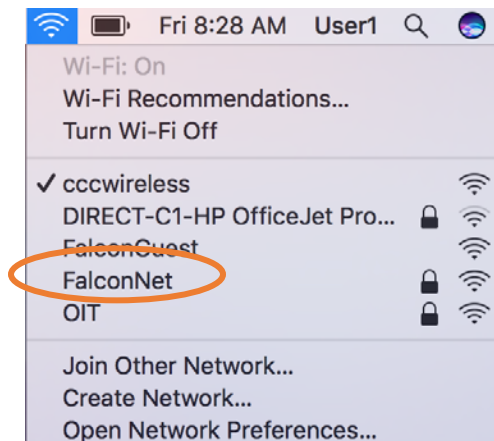 Fri 8:28 AM User1
Wi-Fi: On
Wi-Fi Recommendations...
Turn Wi-Fi Off
✓ cccwireless
DIRECT-C1-HP OfficeJet Pro...
FalconGuest
FalconNet
OIT
Join Other Network...
Create Network...
Open Network Preferences...